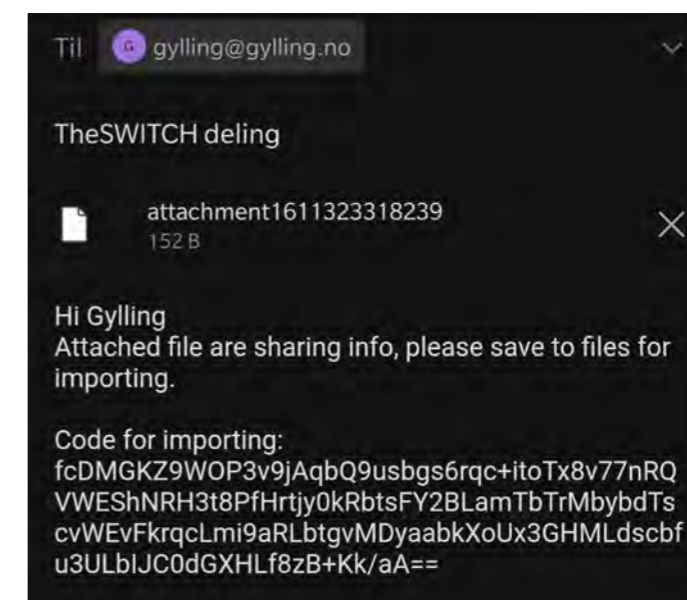 Til G gylling@gylling.no
TheSWITCH deling
attachment1611323318239
152 B
Hi Gylling
Attached file are sharing info, please save to files for
importing.
Code for importing:
fcDMGKZ9WOP3v9jAqbQ9usbgs6rqc+itoTx8v77nRQ
VWEShNRH3t8PfHrtjy0kRbtsFY2BLamTbTrMbybdTs
cvWEvFkrqcLmi9aRLbtgvMDyaabkXoUx3GHMLdscbf
u3ULbIJC0dGXHLf8zB+Kk/aA==